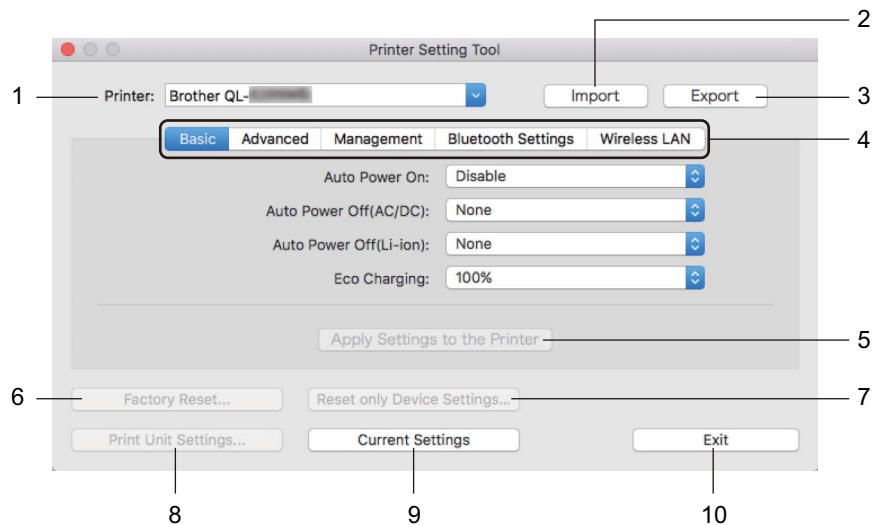 2
Printer Setting Tool
1 Printer: Brother QL- Import Export 3
Basic Advanced Management Bluetooth Settings Wireless LAN 4
Auto Power On: Disable
Auto Power Off(AC/DC): None
Auto Power Off(Li-ion): None
Eco Charging: 100%
Apply Settings to the Printer 5
6 Factory Reset... Reset only Device Settings... 7
Print Unit Settings... Current Settings Exit
8 9 10